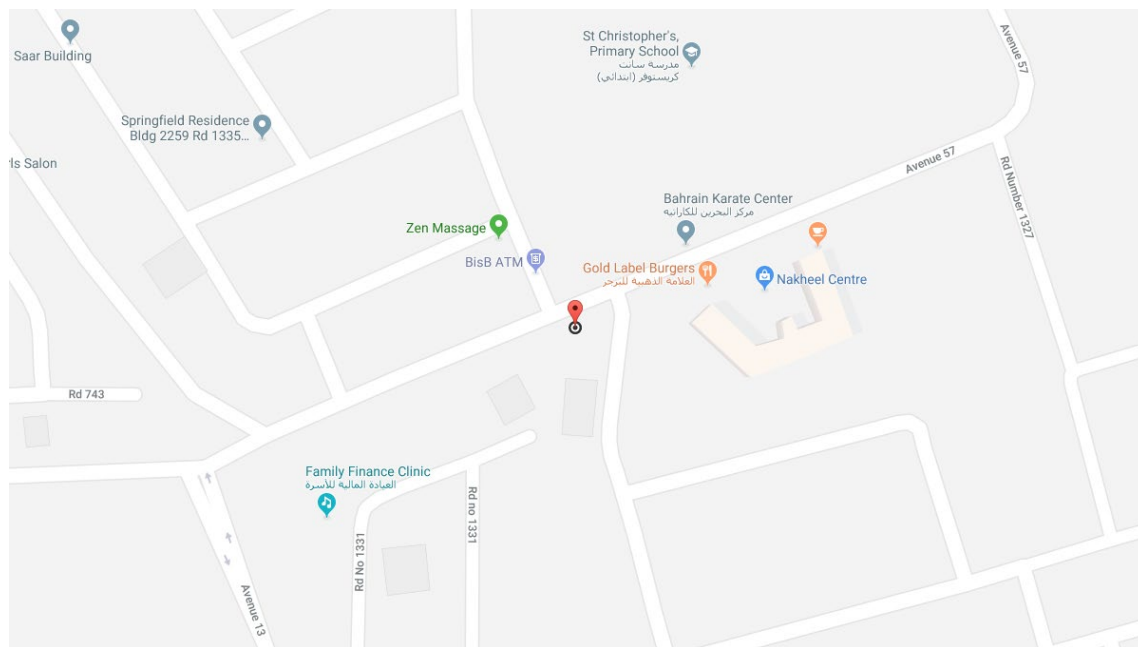 St Christopher's,
Primary School
مدرسة سانت
كريستوفر (ابتدائي)
Avenue 57
Saar Building
Springfield Residence
Bldg 2259 Rd 1335...
ls Salon
Avenue 57
Rd Number 1327
Bahrain Karate Center
مركز البحرين للكاراتيه
Zen Massage
BisB ATM
Gold Label Burgers
العلامة الذهبية للبرجر
Nakheel Centre
Rd 743
Family Finance Clinic
العيادة المالية للأسرة
Rd no 1331
Rd No 1331
Avenue 13